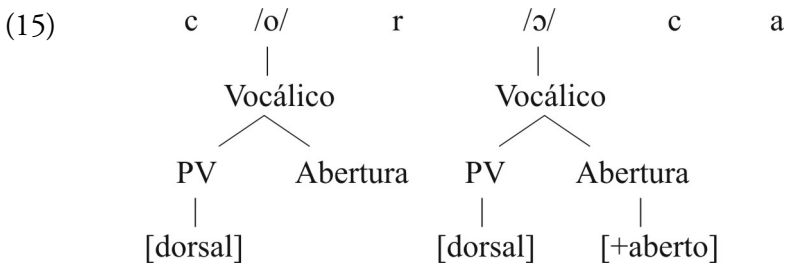 (15) c /o/ r /ɔ/ c a
Vocálico Vocálico
PV Abertura PV Abertura
[dorsal] [dorsal] [+aberto]